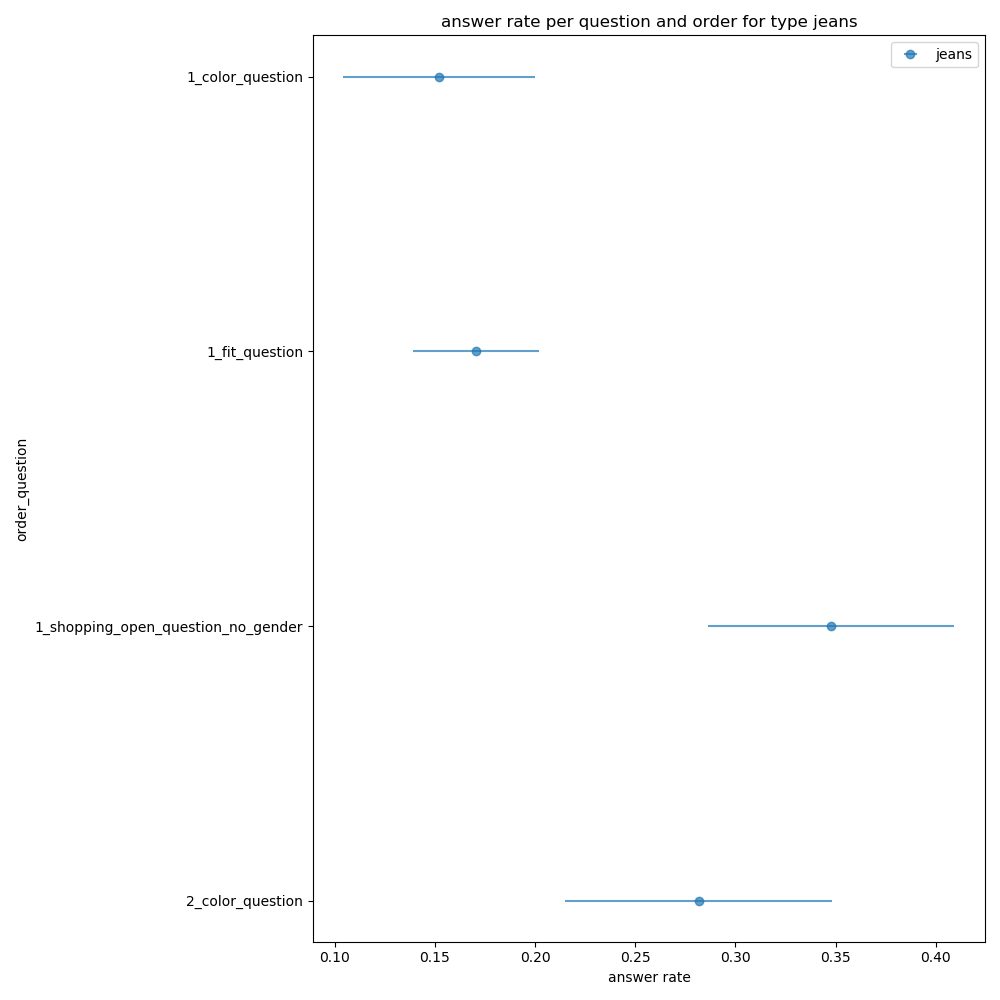 answer rate per question and order for type jeans
jeans
1_color_question
1_fit_question
order_question
1_shopping_open_question_no_gender
2_color_question
0.10 0.15 0.20 0.25 0.30 0.35 0.40
answer rate